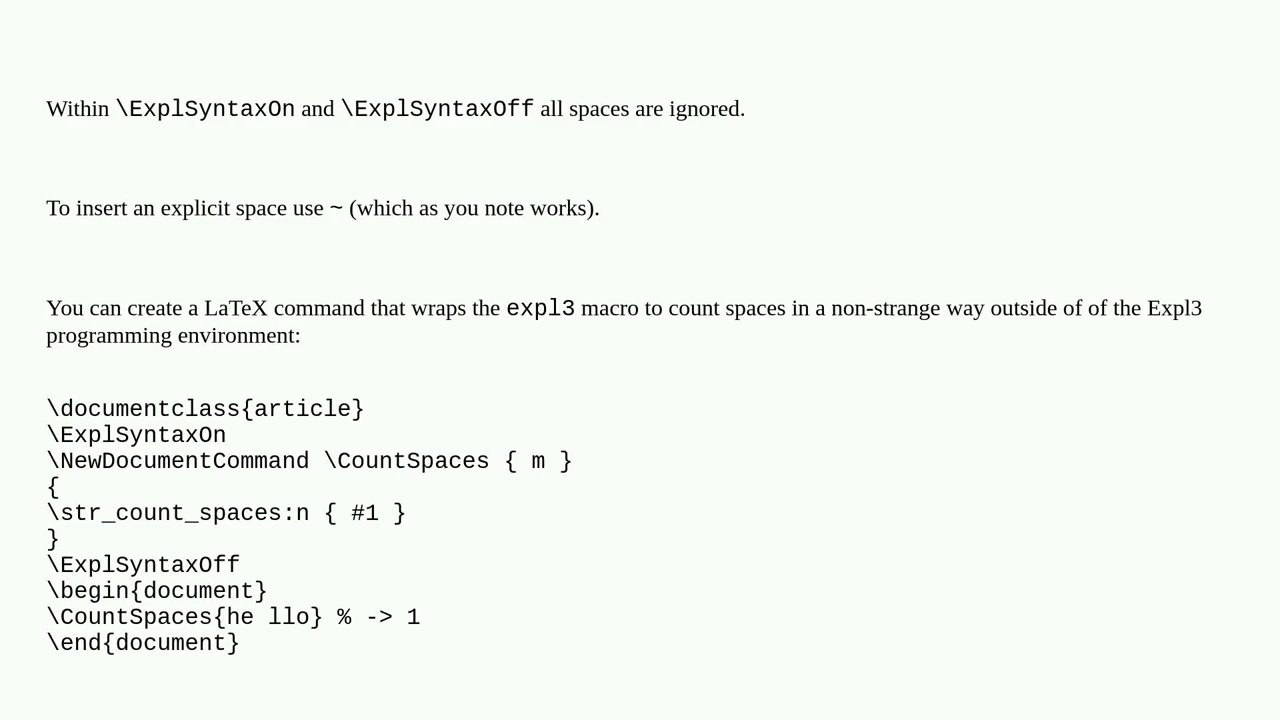 Within \ExplSyntaxOn and \ExplSyntaxOff all spaces are ignored.
To insert an explicit space use ~ (which as you note works).
You can create a LaTeX command that wraps the expl3 macro to count spaces in a non-strange way outside of of the Expl3
programming environment:
\documentclass{article}
\ExplSyntaxOn
\NewDocumentCommand \CountSpaces { m }
{
\str_count_spaces:n { #1 }
}
\ExplSyntaxOff
\begin{document}
\CountSpaces{he llo} % -> 1
\end{document}